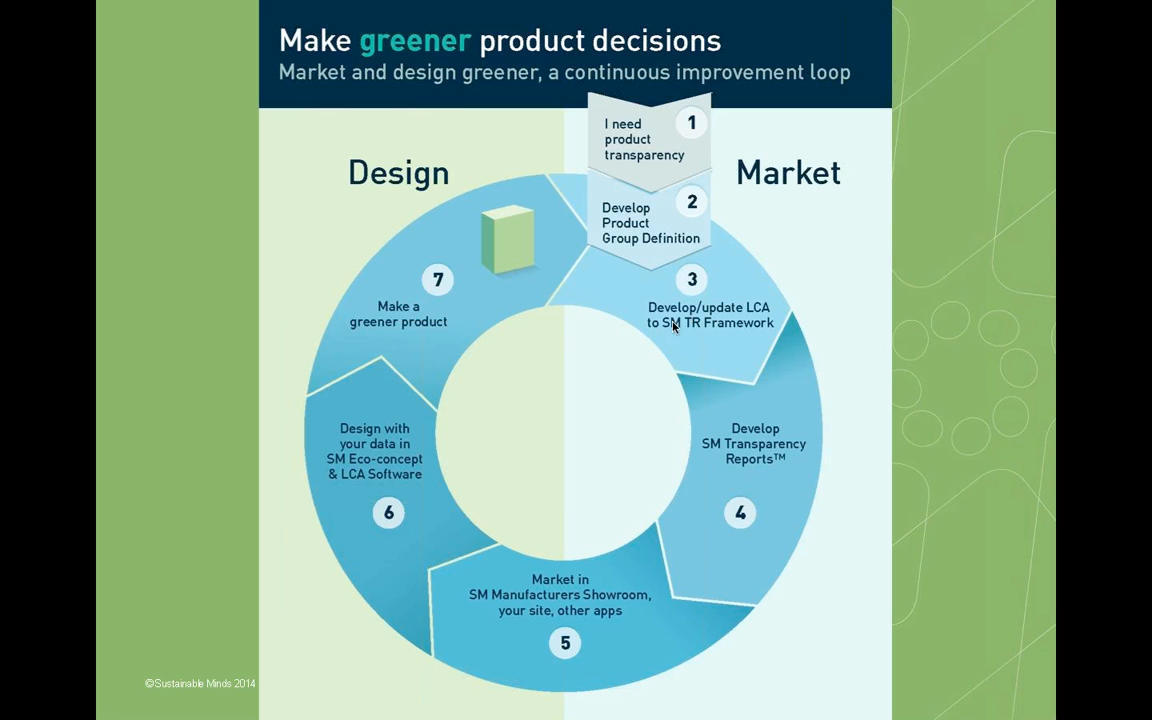 Make greener product decisions
Market and design greener, a continuous improvement loop
Design
Market
1
I need
product
transparency
2
Develop
Product
Group Definition
3
Develop/update LCA
to SM TR Framework
Develop
SM Transparency
Reports™
4
Market in
SM Manufacturers Showroom,
your site, other apps
5
Design with
your data in
SM Eco-concept
& LCA Software
6
7
Make a
greener product
©Sustainable Minds 2014